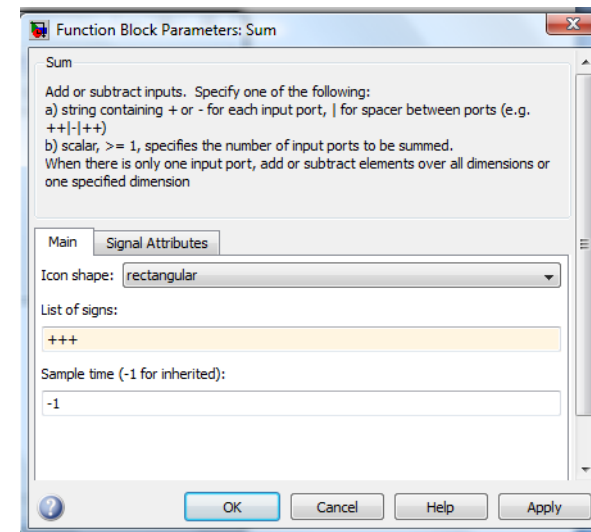 Function Block Parameters: Sum
Sum
Add or subtract inputs. Specify one of the following:
a) string containing + or - for each input port, | for spacer between ports (e.g.
++|-|++)
b) scalar, >= 1, specifies the number of input ports to be summed.
When there is only one input port, add or subtract elements over all dimensions or
one specified dimension
Main Signal Attributes
Icon shape: rectangular
List of signs:
+++
Sample time (-1 for inherited):
-1
OK Cancel Help Apply